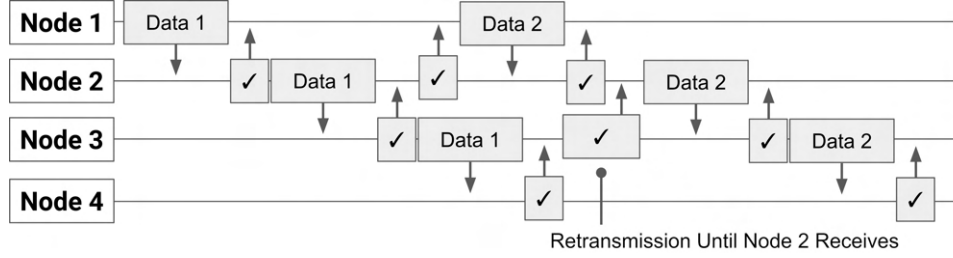 Node 1 Data 1 Data 2
Node 2 ✓ Data 1 ✓ ✓ Data 2
Node 3 ✓ Data 1 ✓ ✓ Data 2
Node 4 ✓ ✓
Retransmission Until Node 2 Receives